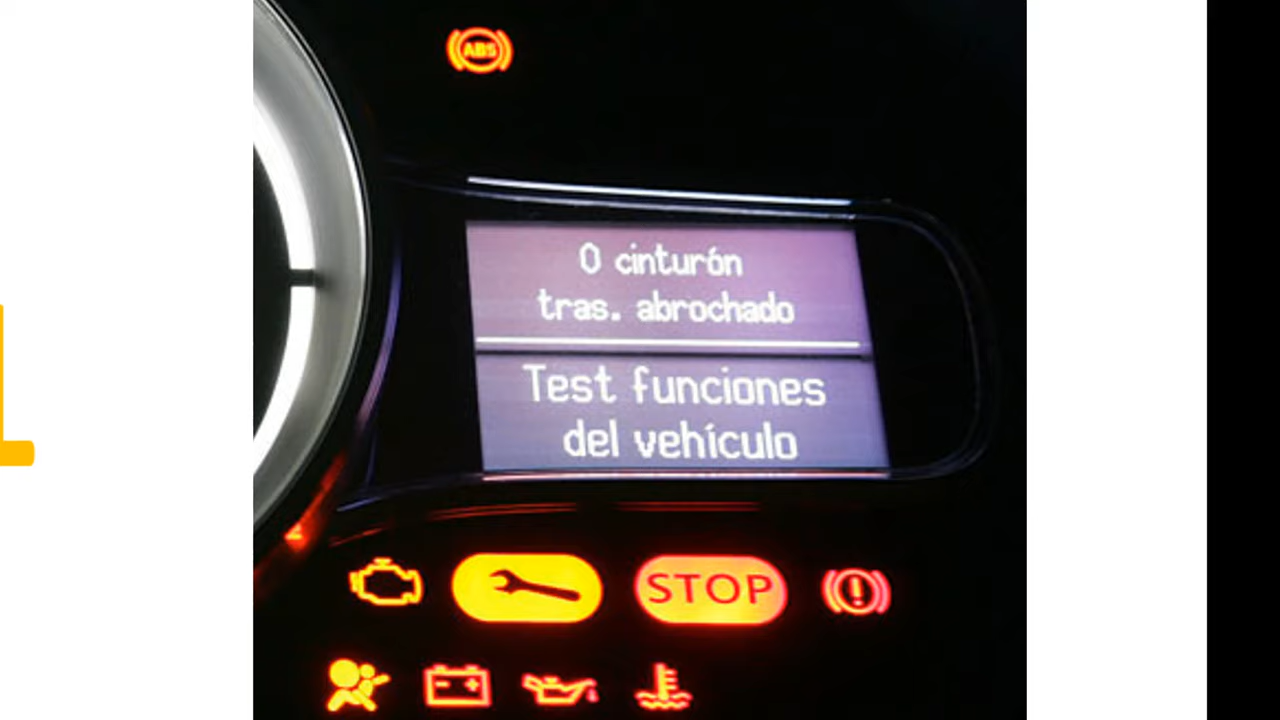 ABS
0 cinturón
tras. abrochado
Test funciones
del vehículo
STOP